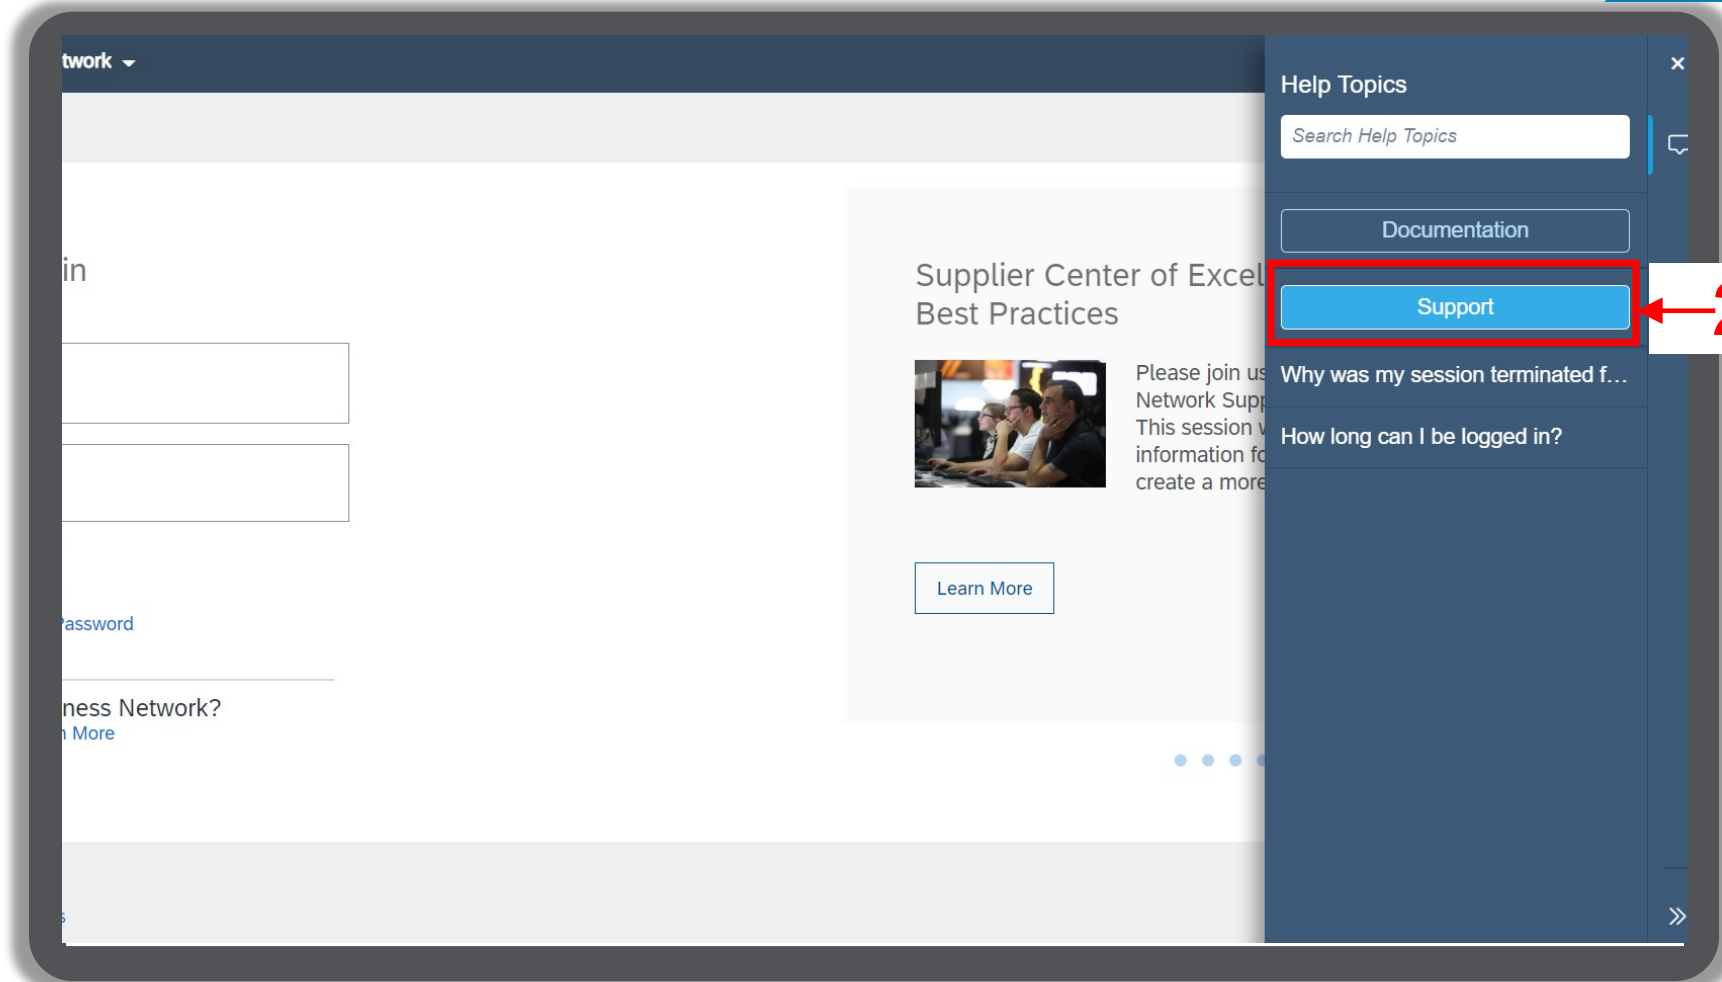 twork
Help Topics
Search Help Topics
Documentation
Support
Why was my session terminated f...
How long can I be logged in?
in
Password
ness Network?
More
Supplier Center of Excel
Best Practices
Please join us
Network Supp
This session w
information fo
create a more
Learn More
2